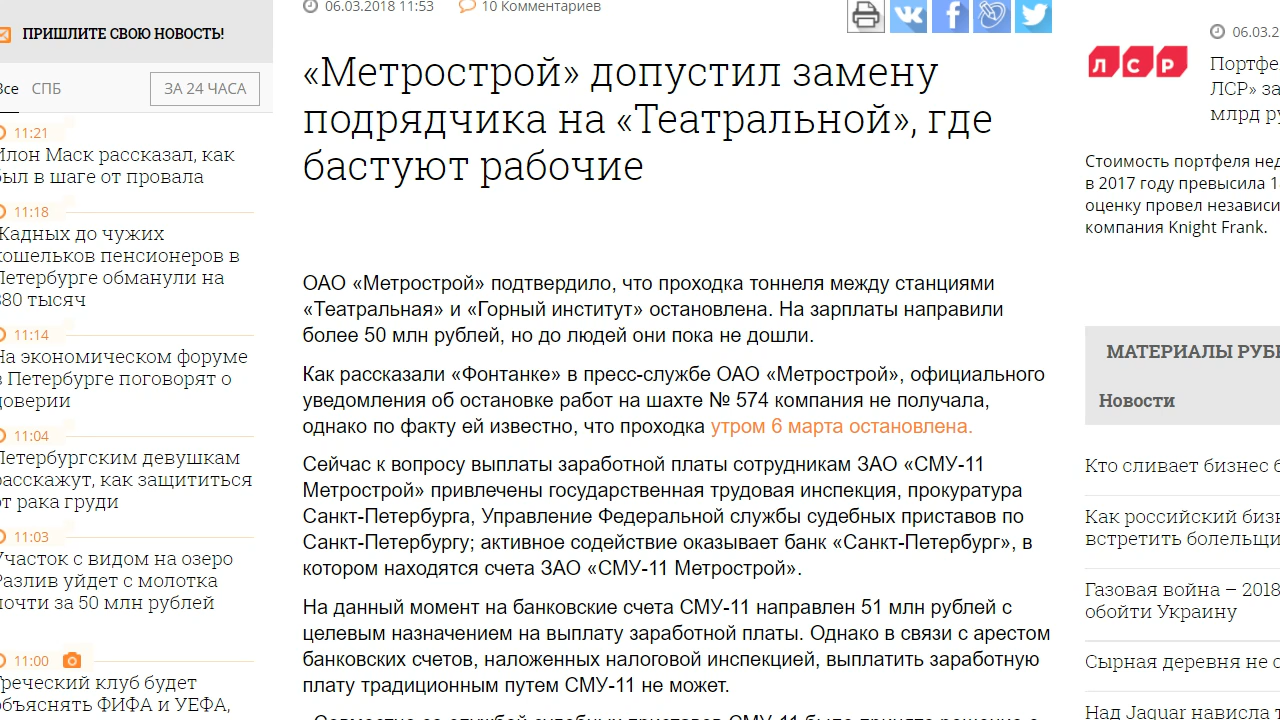 ПРИШЛИТЕ СВОЮ НОВОСТЬ!
Все СПБ
ЗА 24 ЧАСА
11:21
Илон Маск рассказал, как
был в шаге от провала
11:18
Жадных до чужих
кошельков пенсионеров в
Петербурге обманули на
880 тысяч
11:14
На экономическом форуме
в Петербурге поговорят о
доверии
11:04
Петербургским девушкам
расскажут, как защититься
от рака груди
11:03
Участок с видом на озеро
Разлив уйдет с молотка
почти за 50 млн рублей
11:00
Греческий клуб будет
объяснять ФИФА и УЕФА,
06.03.2018 11:53
10 Комментариев
«Метрострой» допустил замену
подрядчика на «Театральной», где
бастуют рабочие
ОАО «Метрострой» подтвердило, что проходка тоннеля между станциями
«Театральная» и «Горный институт» остановлена. На зарплаты направили
более 50 млн рублей, но до людей они пока не дошли.
Как рассказали «Фонтанке» в пресс-службе ОАО «Метрострой», официального
уведомления об остановке работ на шахте № 574 компания не получала,
однако по факту ей известно, что проходка утром 6 марта остановлена.
Сейчас к вопросу выплаты заработной платы сотрудникам ЗАО «СМУ-11
Метрострой» привлечены государственная трудовая инспекция, прокуратура
Санкт-Петербурга, Управление Федеральной службы судебных приставов по
Санкт-Петербургу; активное содействие оказывает банк «Санкт-Петербург», в
котором находятся счета ЗАО «СМУ-11 Метрострой».
На данный момент на банковские счета СМУ-11 направлен 51 млн рублей с
целевым назначением на выплату заработной платы. Однако в связи с арестом
банковских счетов, наложенных налоговой инспекцией, выплатить заработную
плату традиционным путем СМУ-11 не может.
ЛСР
06.03.2
Портфе
ЛСР» за
млрд ру
Стоимость портфеля нед
в 2017 году превысила 1
оценку провел независи
компания Knight Frank.
МАТЕРИАЛЫ РУБ
Новости
Кто сливает бизнес б
Как российский бизн
встретить болельщи
Газовая война – 2018
обойти Украину
Сырная деревня не с
Над Jaguar нависла